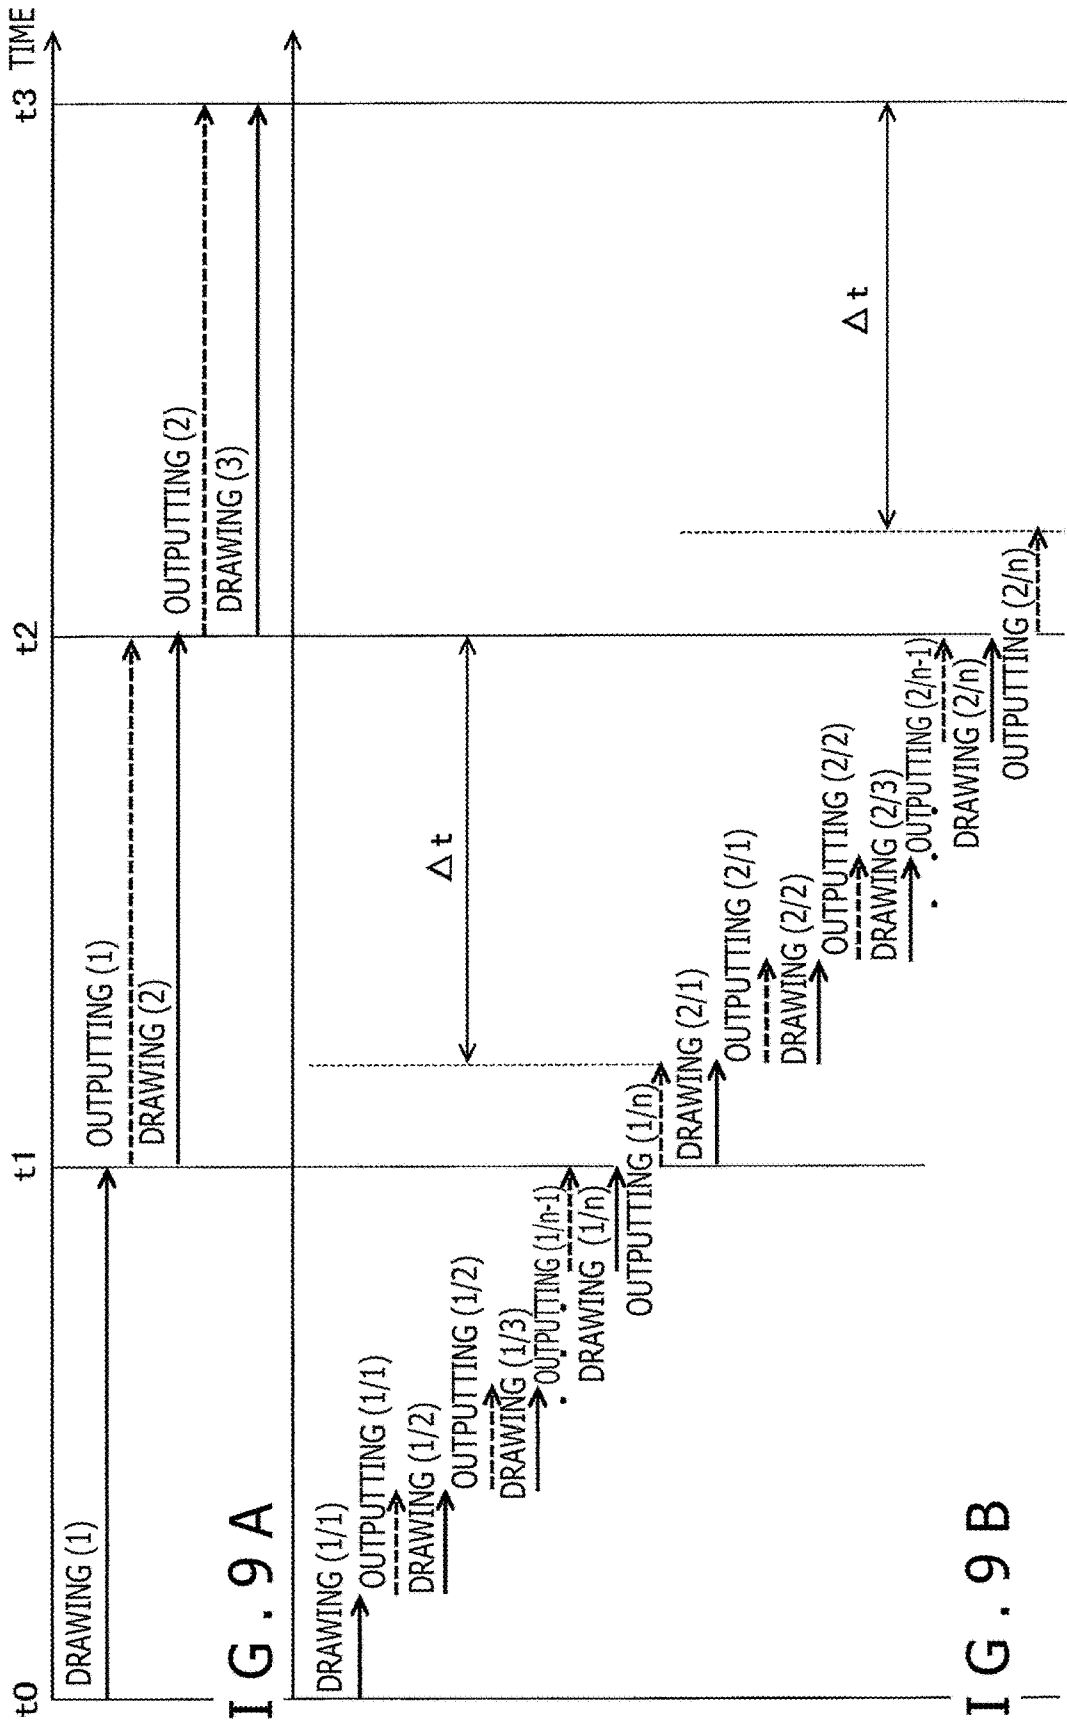 t0
t1
t2
t3 TIME
DRAWING (1)
OUTPUTTING (1)
DRAWING (2)
OUTPUTTING (2)
DRAWING (3)
IG. 9A
DRAWING (1/1)
OUTPUTTING (1/1)
DRAWING (1/2)
OUTPUTTING (1/2)
DRAWING (1/3)
OUTPUTTING (1/n-1)
DRAWING (1/n)
OUTPUTTING (1/n)
Δt
DRAWING (2/1)
OUTPUTTING (2/1)
DRAWING (2/2)
OUTPUTTING (2/2)
DRAWING (2/3)
OUTPUTTING (2/n-1)
DRAWING (2/n)
OUTPUTTING (2/n)
Δt
IG. 9B